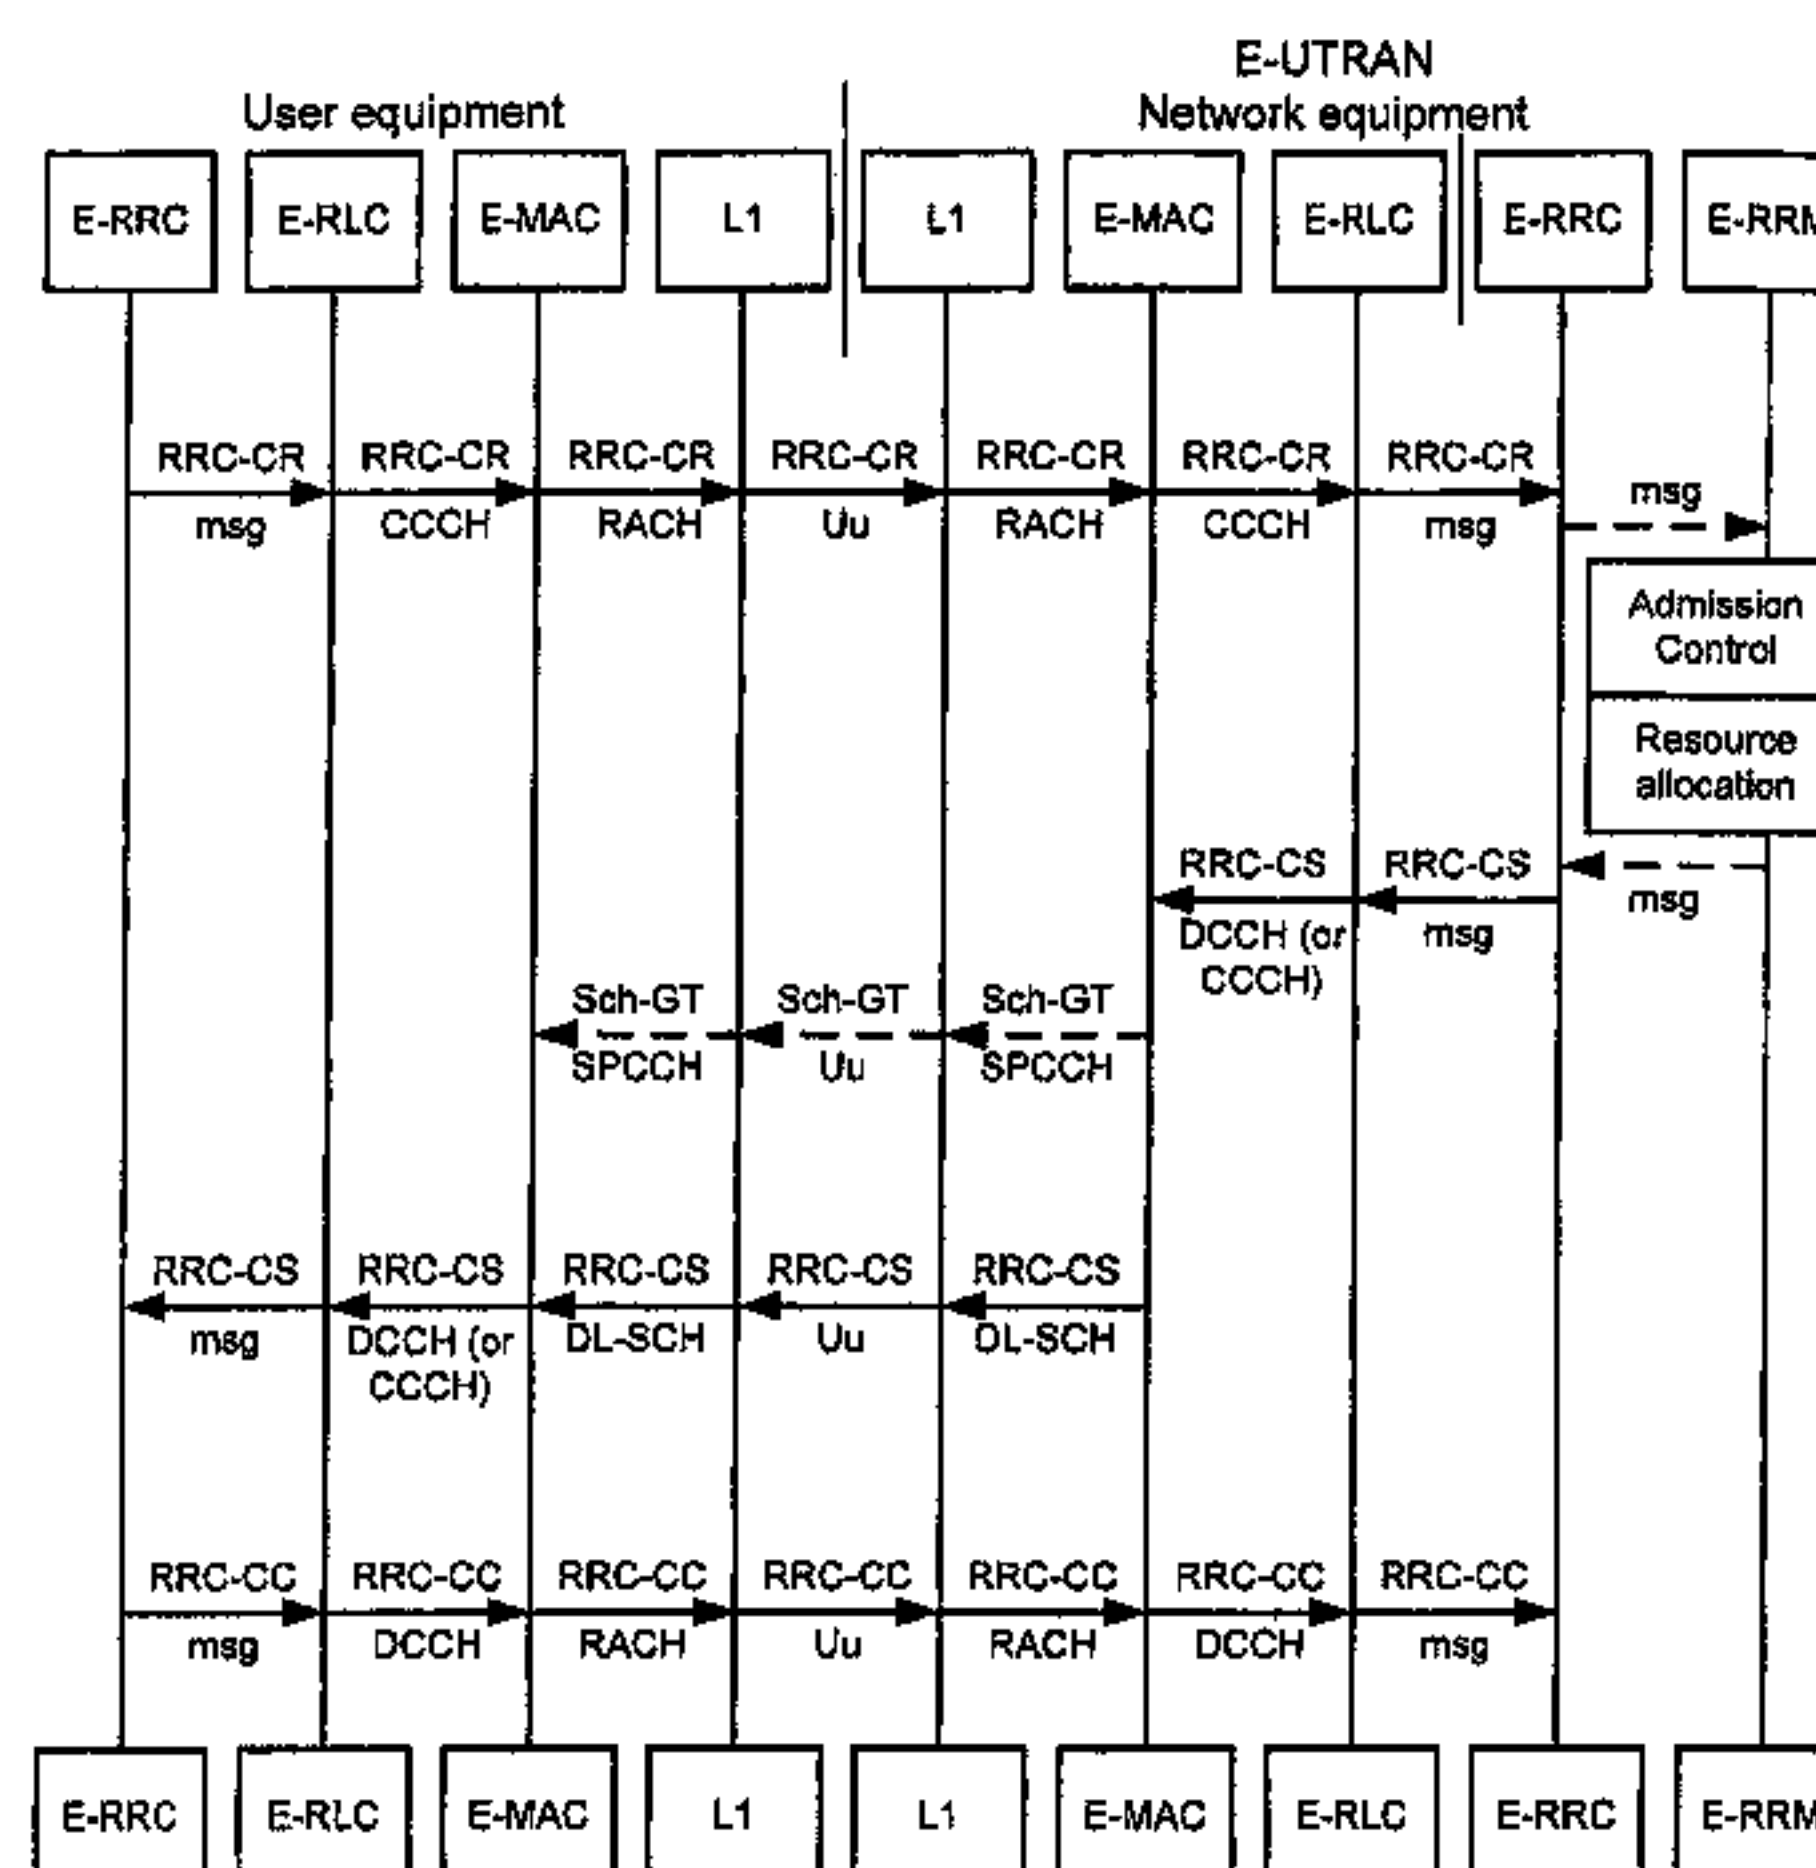 E-UTRAN
User equipment
Network equipment
E-RRC E-RLC E-MAC L1 L1 E-MAC E-RLC E-RRC E-RRM
RRC-CR RRC-CR RRC-CR RRC-CR RRC-CR RRC-CR RRC-CR
msg
msg CCCH RACH Uu RACH CCCH msg
Admission
Control
Resource
allocation
RRC-CS RRC-CS
msg
DCCH (or msg
CCCH)
Sch-GT Sch-GT Sch-GT
SPCCH Uu SPCCH
RRC-CS RRC-CS RRC-CS RRC-CS RRC-CS
msg DCCH (or DL-SCH Uu DL-SCH
CCCH)
RRC-CC RRC-CC RRC-CC RRC-CC RRC-CC RRC-CC RRC-CC
msg DCCH RACH Uu RACH DCCH msg
E-RRC E-RLC E-MAC L1 L1 E-MAC E-RLC E-RRC E-RRM